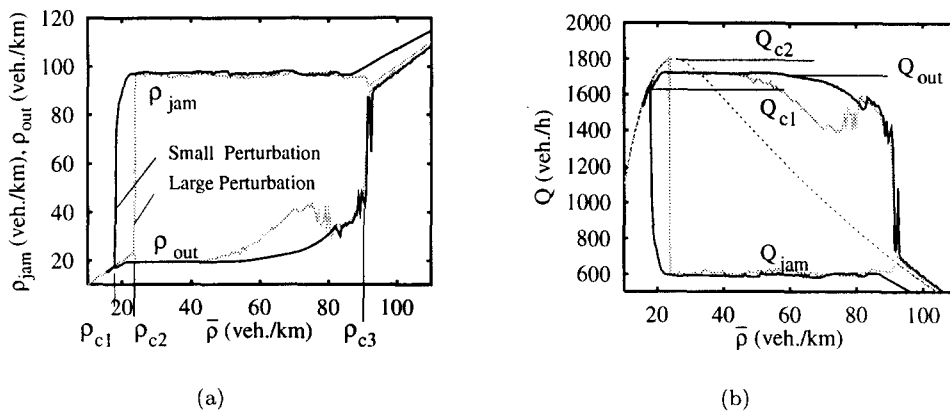 120
100
80
60
40
20
ρjam (veh./km), ρout (veh./km)
ρjam
Small Perturbation
Large Perturbation
ρout
20
40
60
80
100
ρc1
ρc2
ρ̄ (veh./km)
ρc3
(a)
2000
1800
1600
1400
1200
1000
800
600
Q (veh./h)
Qc2
Qout
Qc1
Qjam
20
40
60
80
100
ρ̄ (veh./km)
(b)